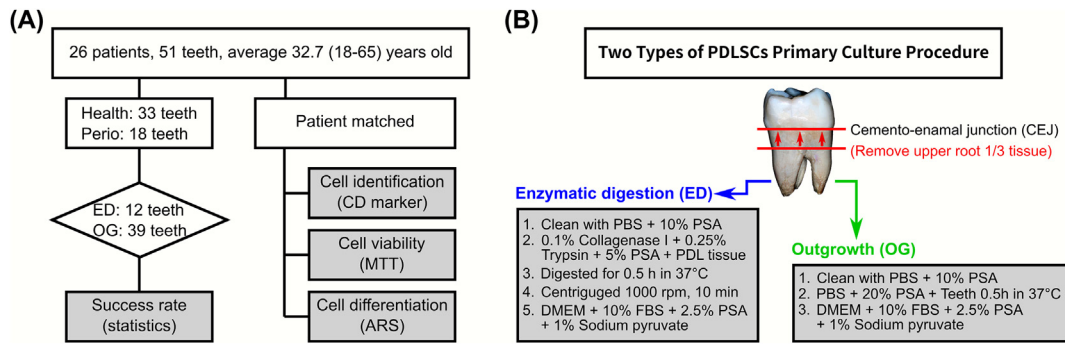 (A)
26 patients, 51 teeth, average 32.7 (18-65) years old
Health: 33 teeth
Perio: 18 teeth
Patient matched
ED: 12 teeth
OG: 39 teeth
Success rate
(statistics)
Cell identification
(CD marker)
Cell viability
(MTT)
Cell differentiation
(ARS)
(B)
Two Types of PDLSCs Primary Culture Procedure
Cemento-enamal junction (CEJ)
(Remove upper root 1/3 tissue)
Enzymatic digestion (ED)
1. Clean with PBS + 10% PSA
2. 0.1% Collagenase I + 0.25%
Trypsin + 5% PSA + PDL tissue
3. Digested for 0.5 h in 37°C
4. Centriguged 1000 rpm, 10 min
5. DMEM + 10% FBS + 2.5% PSA
+ 1% Sodium pyruvate
Outgrowth (OG)
1. Clean with PBS + 10% PSA
2. PBS + 20% PSA + Teeth 0.5h in 37°C
3. DMEM + 10% FBS + 2.5% PSA
+ 1% Sodium pyruvate